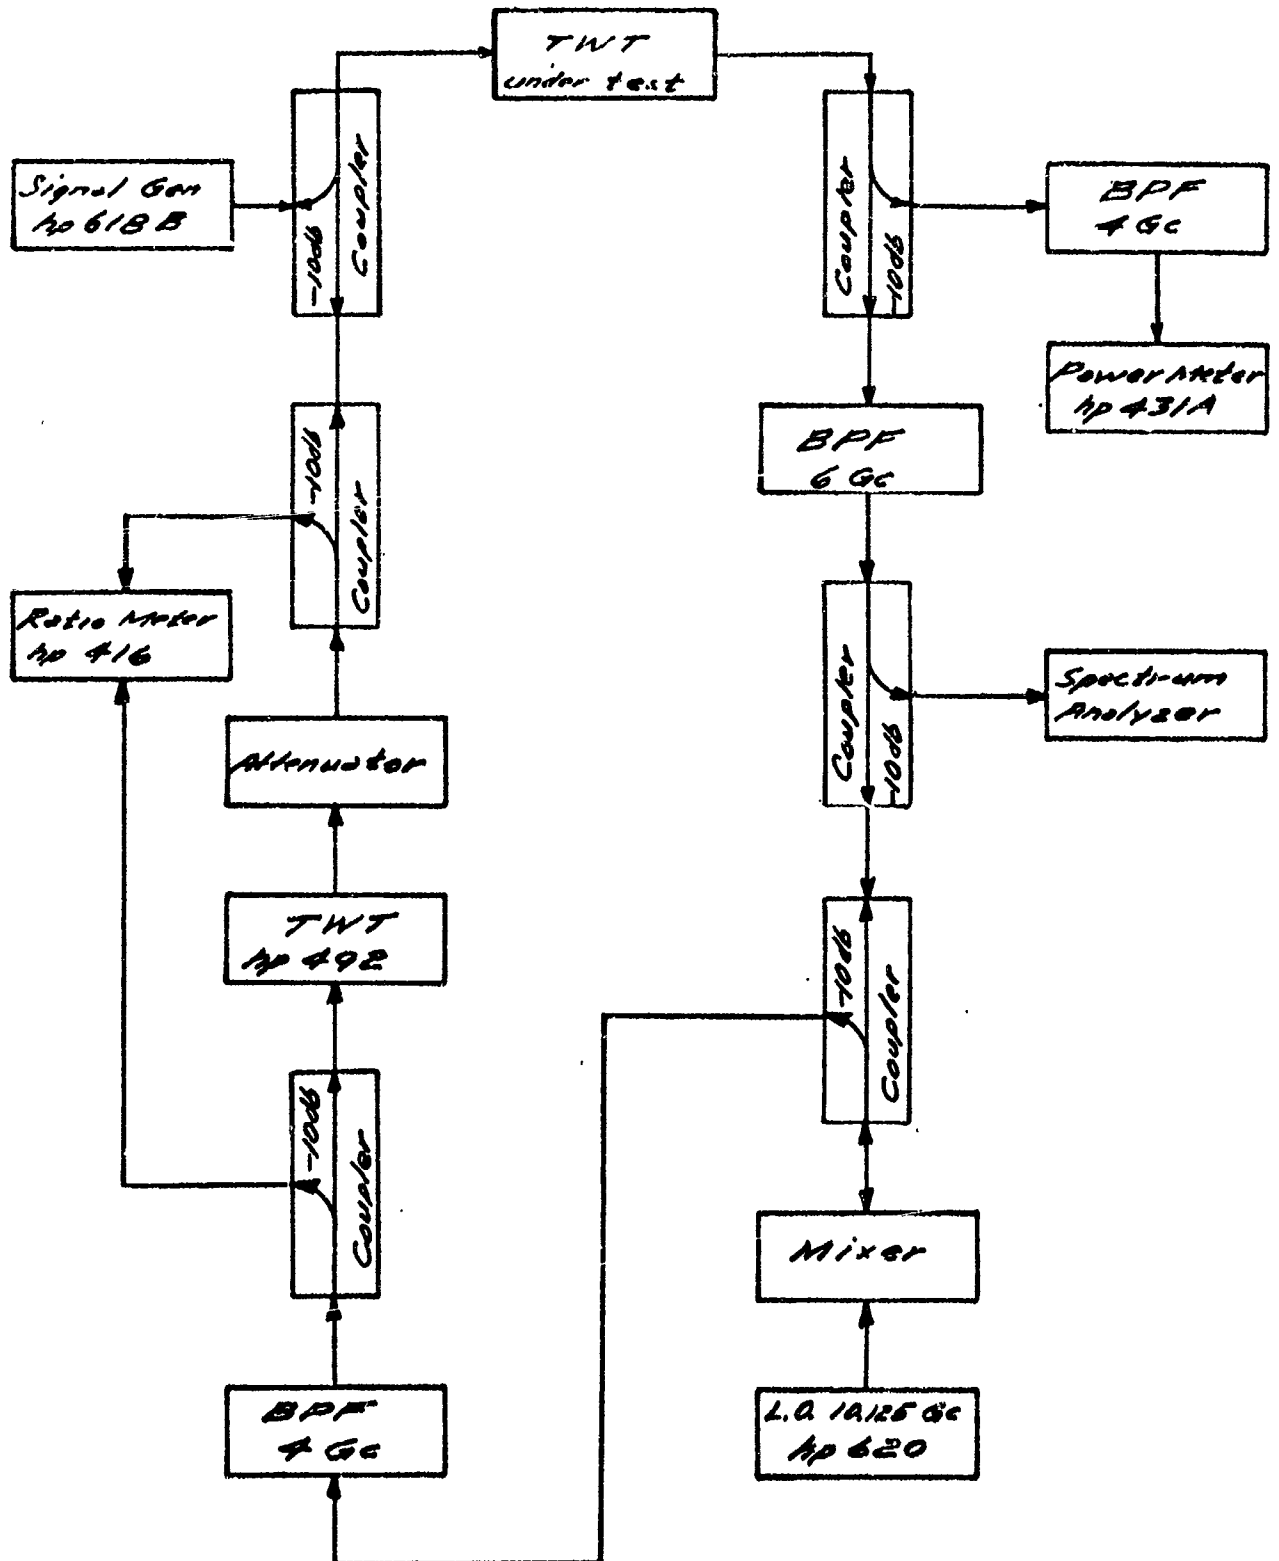 TWT
under test
Signal Gen
hp 618 B
-10db
Coupler
Coupler
-10db
BPF
4 Gc
Power Meter
hp 431A
-10db
Coupler
BPF
6 Gc
Ratio Meter
hp 416
Coupler
-10db
Spectrum
Analyzer
Attenuator
TWT
hp 492
-10db
Coupler
-10db
Coupler
Mixer
BPF
4 Gc
L.O. 10.125 Gc
hp 620